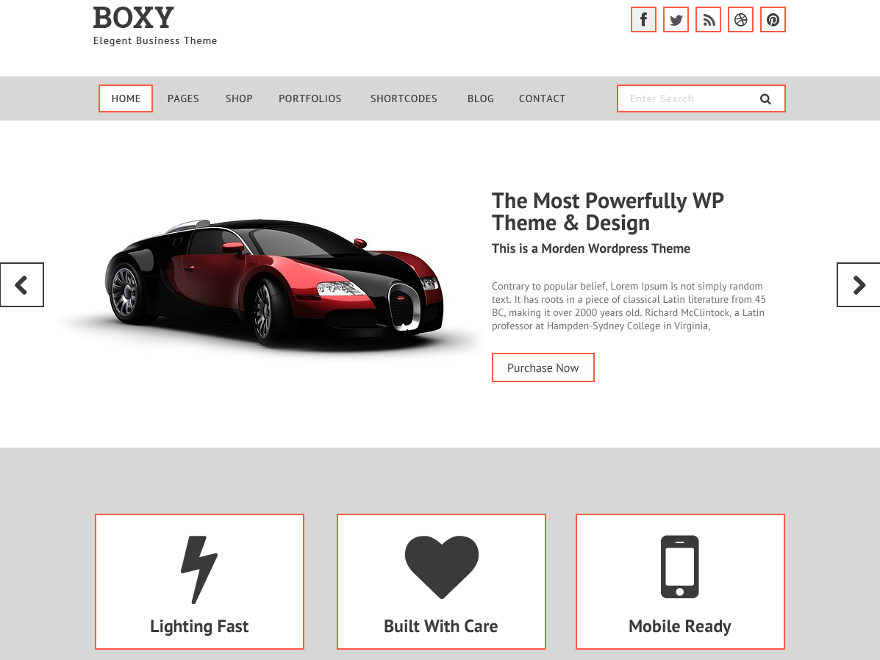 BOXY
Elegent Business Theme
HOME PAGES SHOP PORTFOLIOS SHORTCODES BLOG CONTACT Enter Search
The Most Powerfully WP
Theme & Design
This is a Morden Wordpress Theme
Contrary to popular belief, Lorem Ipsum is not simply random
text. It has roots in a piece of classical Latin literature from 45
BC, making it over 2000 years old. Richard McClintock, a Latin
professor at Hampden-Sydney College in Virginia,
Purchase Now
Lighting Fast
Built With Care
Mobile Ready